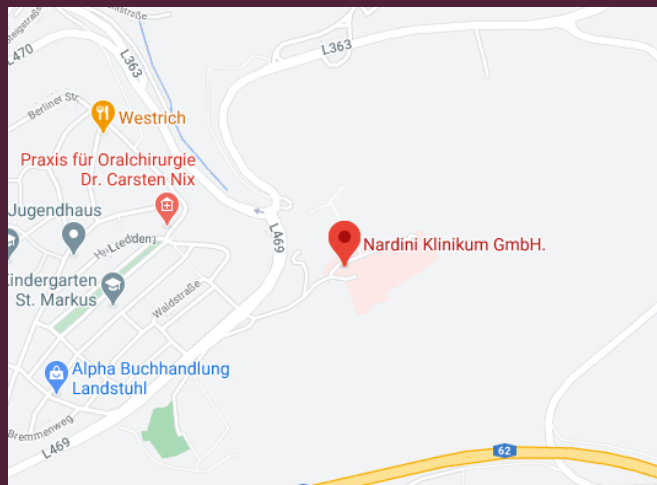 Steigstraße
L470
L363
L363
Berliner Str
Westrich
Praxis für Oralchirurgie
Dr. Carsten Nix
Jugendhaus
L469
Nardini Klinikum GmbH.
Kindergarten
St. Markus
Waldstraße
Alpha Buchhandlung
Landstuhl
Bremmenweg
L469
62